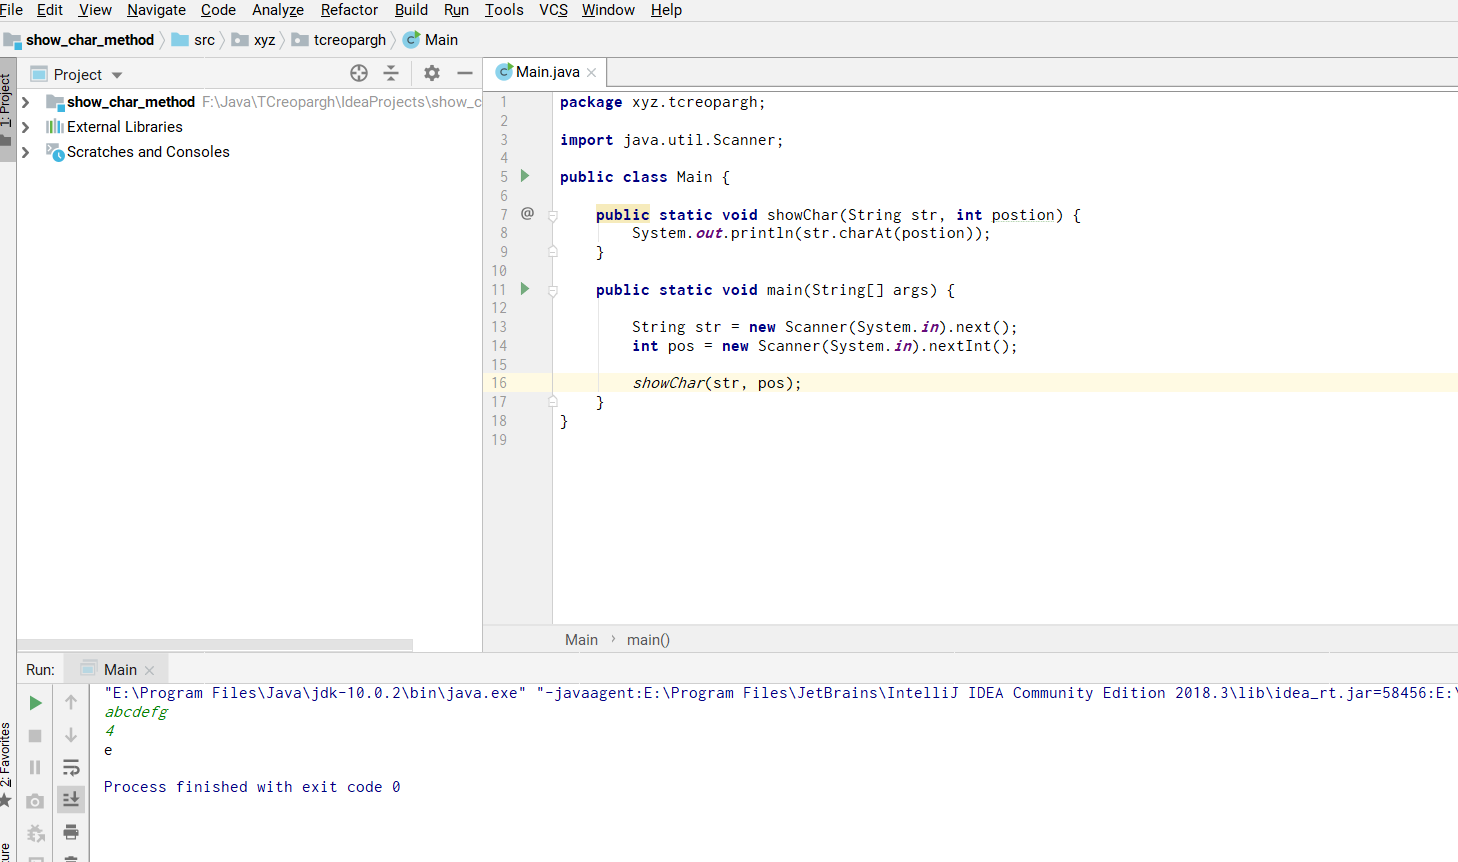 File Edit View Navigate Code Analyze Refactor Build Run Tools VCS Window Help
show_char_method src xyz tcreopargh Main
1: Project
Project
show_char_method F:\Java\TCreopargh\IdeaProjects\show_c
External Libraries
Scratches and Consoles
Main.java
1 package xyz.tcreopargh;
2
3 import java.util.Scanner;
4
5 public class Main {
6
7 @ public static void showChar(String str, int postion) {
8 System.out.println(str.charAt(postion));
9 }
10
11 public static void main(String[] args) {
12
13 String str = new Scanner(System.in).next();
14 int pos = new Scanner(System.in).nextInt();
15
16 showChar(str, pos);
17 }
18 }
19
Main › main()
Run: Main
"E:\Program Files\Java\jdk-10.0.2\bin\java.exe" "-javaagent:E:\Program Files\JetBrains\IntelliJ IDEA Community Edition 2018.3\lib\idea_rt.jar=58456:E:\
abcdefg
4
e
Process finished with exit code 0
2: Favorites